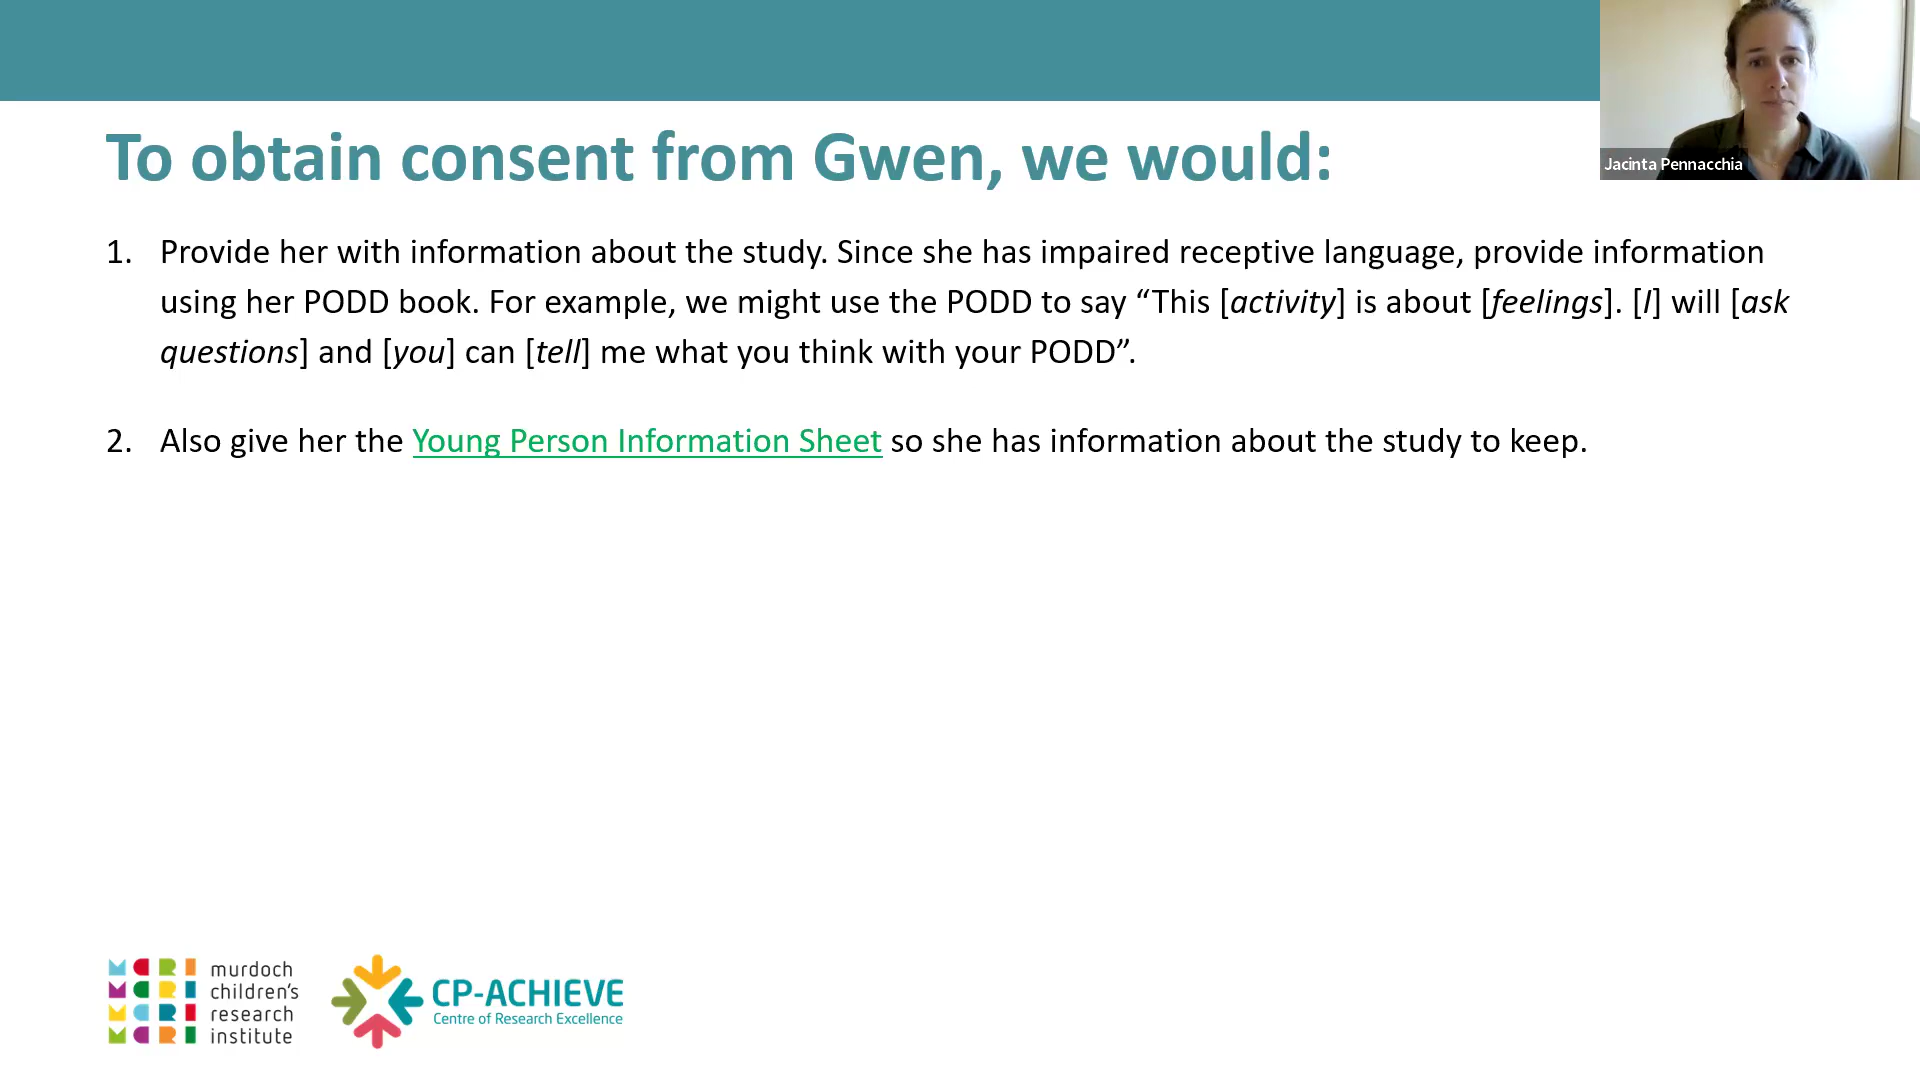 Jacinta Pennacchia
To obtain consent from Gwen, we would:
1. Provide her with information about the study. Since she has impaired receptive language, provide information
using her PODD book. For example, we might use the PODD to say “This [activity] is about [feelings]. [I] will [ask
questions] and [you] can [tell] me what you think with your PODD”.
2. Also give her the Young Person Information Sheet so she has information about the study to keep.
MCRI
MCRI
MCRI
MCRI
murdoch
children's
research
institute
CP-ACHIEVE
Centre of Research Excellence